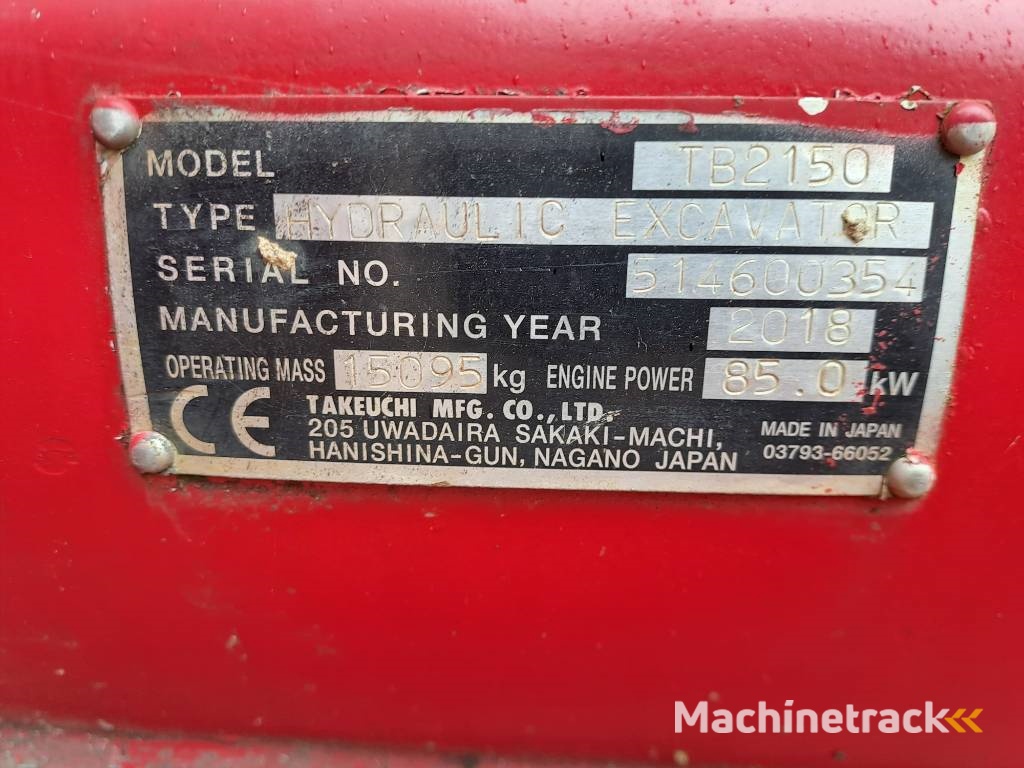 MODEL TB2150
TYPE HYDRAULIC EXCAVATOR
SERIAL NO. 514600354
MANUFACTURING YEAR 2018
OPERATING MASS 15095 kg ENGINE POWER 85.0 kW
CE TAKEUCHI MFG. CO.,LTD.
205 UWADAIRA SAKAKI-MACHI,
HANISHINA-GUN, NAGANO JAPAN
MADE IN JAPAN
03793-66052
Machinetrack